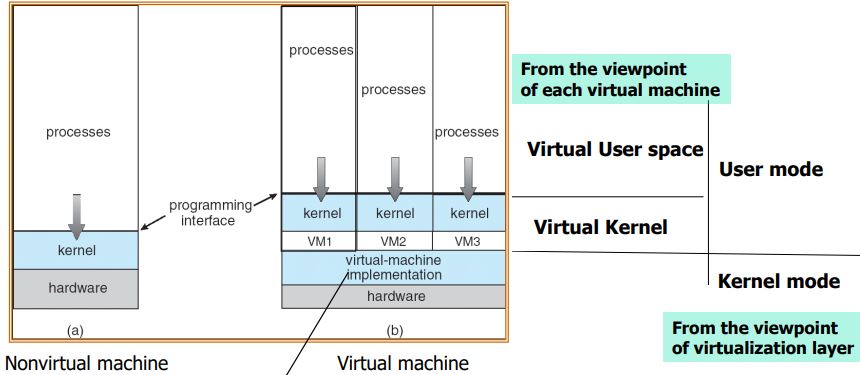 processes
programming
interface
kernel
hardware
(a)
Nonvirtual machine
processes
processes
processes
kernel
kernel
kernel
VM1
VM2
VM3
virtual-machine
implementation
hardware
(b)
Virtual machine
From the viewpoint
of each virtual machine
Virtual User space
User mode
Virtual Kernel
Kernel mode
From the viewpoint
of virtualization layer